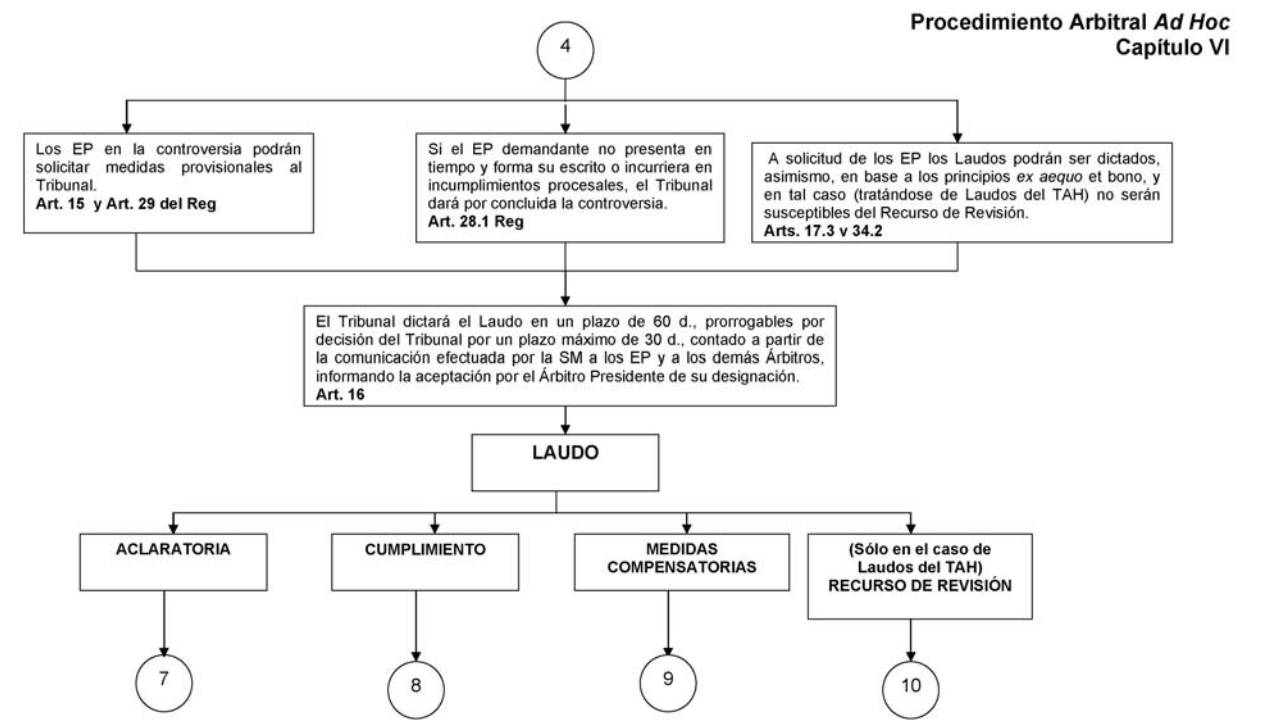 Procedimiento Arbitral Ad Hoc
Capítulo VI
4
Los EP en la controversia podrán
solicitar medidas provisionales al
Tribunal.
Art. 15 y Art. 29 del Reg
Si el EP demandante no presenta en
tiempo y forma su escrito o incurriera en
incumplimientos procesales, el Tribunal
dará por concluida la controversia.
Art. 28.1 Reg
A solicitud de los EP los Laudos podrán ser dictados,
asimismo, en base a los principios ex aequo et bono, y
en tal caso (tratándose de Laudos del TAH) no serán
susceptibles del Recurso de Revisión.
Arts. 17.3 v 34.2
El Tribunal dictará el Laudo en un plazo de 60 d., prorrogables por
decisión del Tribunal por un plazo máximo de 30 d., contado a partir de
la comunicación efectuada por la SM a los EP y a los demás Árbitros,
informando la aceptación por el Árbitro Presidente de su designación.
Art. 16
LAUDO
ACLARATORIA
CUMPLIMIENTO
MEDIDAS
COMPENSATORIAS
(Sólo en el caso de
Laudos del TAH)
RECURSO DE REVISIÓN
7
8
9
10